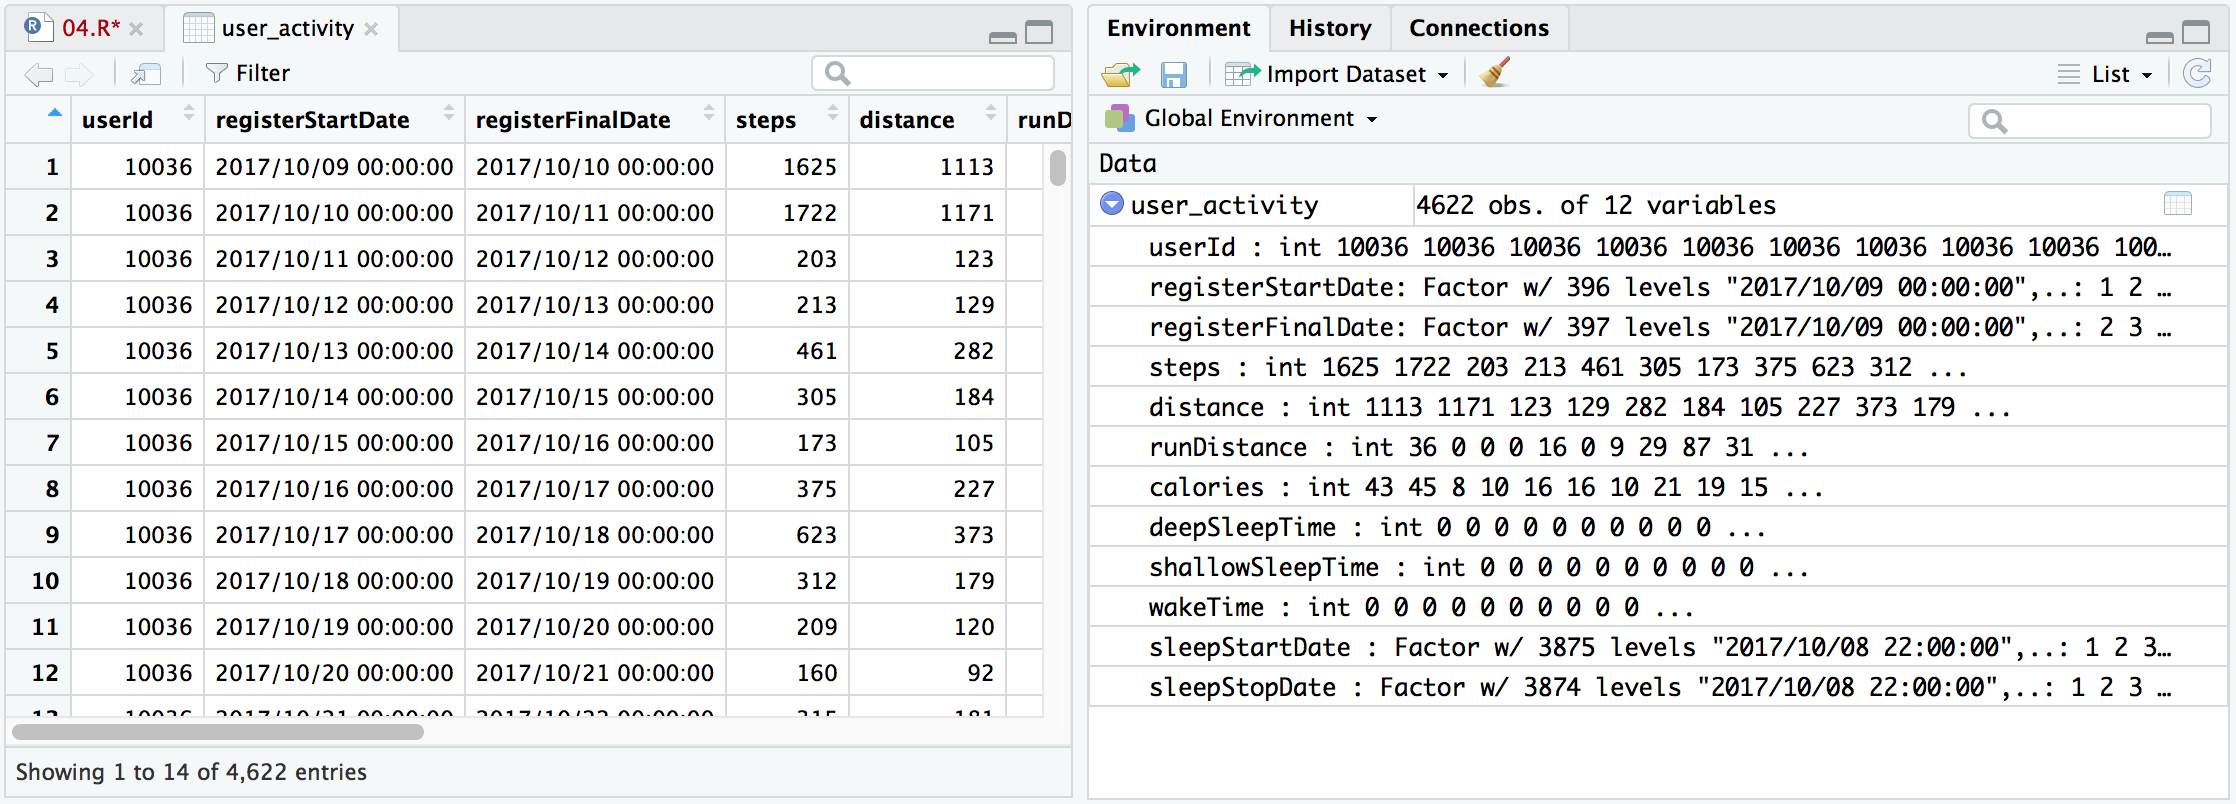 04.R*
user_activity
Filter
userId registerStartDate registerFinalDate steps distance runD
1 10036 2017/10/09 00:00:00 2017/10/10 00:00:00 1625 1113
2 10036 2017/10/10 00:00:00 2017/10/11 00:00:00 1722 1171
3 10036 2017/10/11 00:00:00 2017/10/12 00:00:00 203 123
4 10036 2017/10/12 00:00:00 2017/10/13 00:00:00 213 129
5 10036 2017/10/13 00:00:00 2017/10/14 00:00:00 461 282
6 10036 2017/10/14 00:00:00 2017/10/15 00:00:00 305 184
7 10036 2017/10/15 00:00:00 2017/10/16 00:00:00 173 105
8 10036 2017/10/16 00:00:00 2017/10/17 00:00:00 375 227
9 10036 2017/10/17 00:00:00 2017/10/18 00:00:00 623 373
10 10036 2017/10/18 00:00:00 2017/10/19 00:00:00 312 179
11 10036 2017/10/19 00:00:00 2017/10/20 00:00:00 209 120
12 10036 2017/10/20 00:00:00 2017/10/21 00:00:00 160 92
13 10036 2017/10/21 00:00:00 2017/10/22 00:00:00 315 181
Showing 1 to 14 of 4,622 entries
Environment History Connections
Import Dataset
List
Global Environment
Data
user_activity 4622 obs. of 12 variables
userId : int 10036 10036 10036 10036 10036 10036 10036 10036 10036 100…
registerStartDate: Factor w/ 396 levels "2017/10/09 00:00:00",..: 1 2 …
registerFinalDate: Factor w/ 397 levels "2017/10/09 00:00:00",..: 2 3 …
steps : int 1625 1722 203 213 461 305 173 375 623 312 ...
distance : int 1113 1171 123 129 282 184 105 227 373 179 ...
runDistance : int 36 0 0 0 16 0 9 29 87 31 ...
calories : int 43 45 8 10 16 16 10 21 19 15 ...
deepSleepTime : int 0 0 0 0 0 0 0 0 0 0 ...
shallowSleepTime : int 0 0 0 0 0 0 0 0 0 0 ...
wakeTime : int 0 0 0 0 0 0 0 0 0 0 ...
sleepStartDate : Factor w/ 3875 levels "2017/10/08 22:00:00",..: 1 2 3…
sleepStopDate : Factor w/ 3874 levels "2017/10/08 22:00:00",..: 1 2 3 …